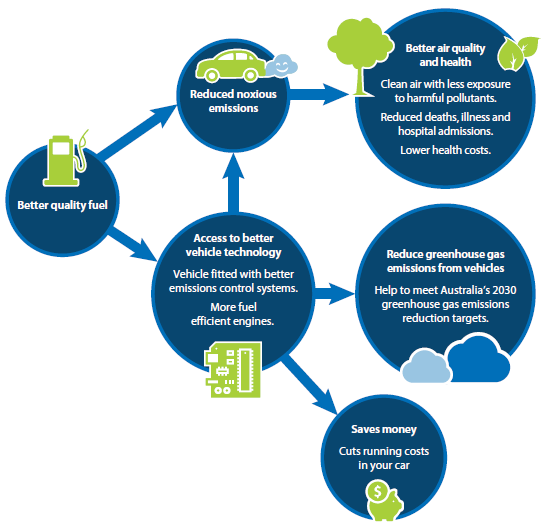 Better quality fuel
Reduced noxious
emissions
Better air quality
and health
Clean air with less exposure
to harmful pollutants.
Reduced deaths, illness and
hospital admissions.
Lower health costs.
Access to better
vehicle technology
Vehicle fitted with better
emissions control systems.
More fuel
efficient engines.
Reduce greenhouse gas
emissions from vehicles
Help to meet Australia's 2030
greenhouse gas emissions
reduction targets.
Saves money
Cuts running costs
in your car
$